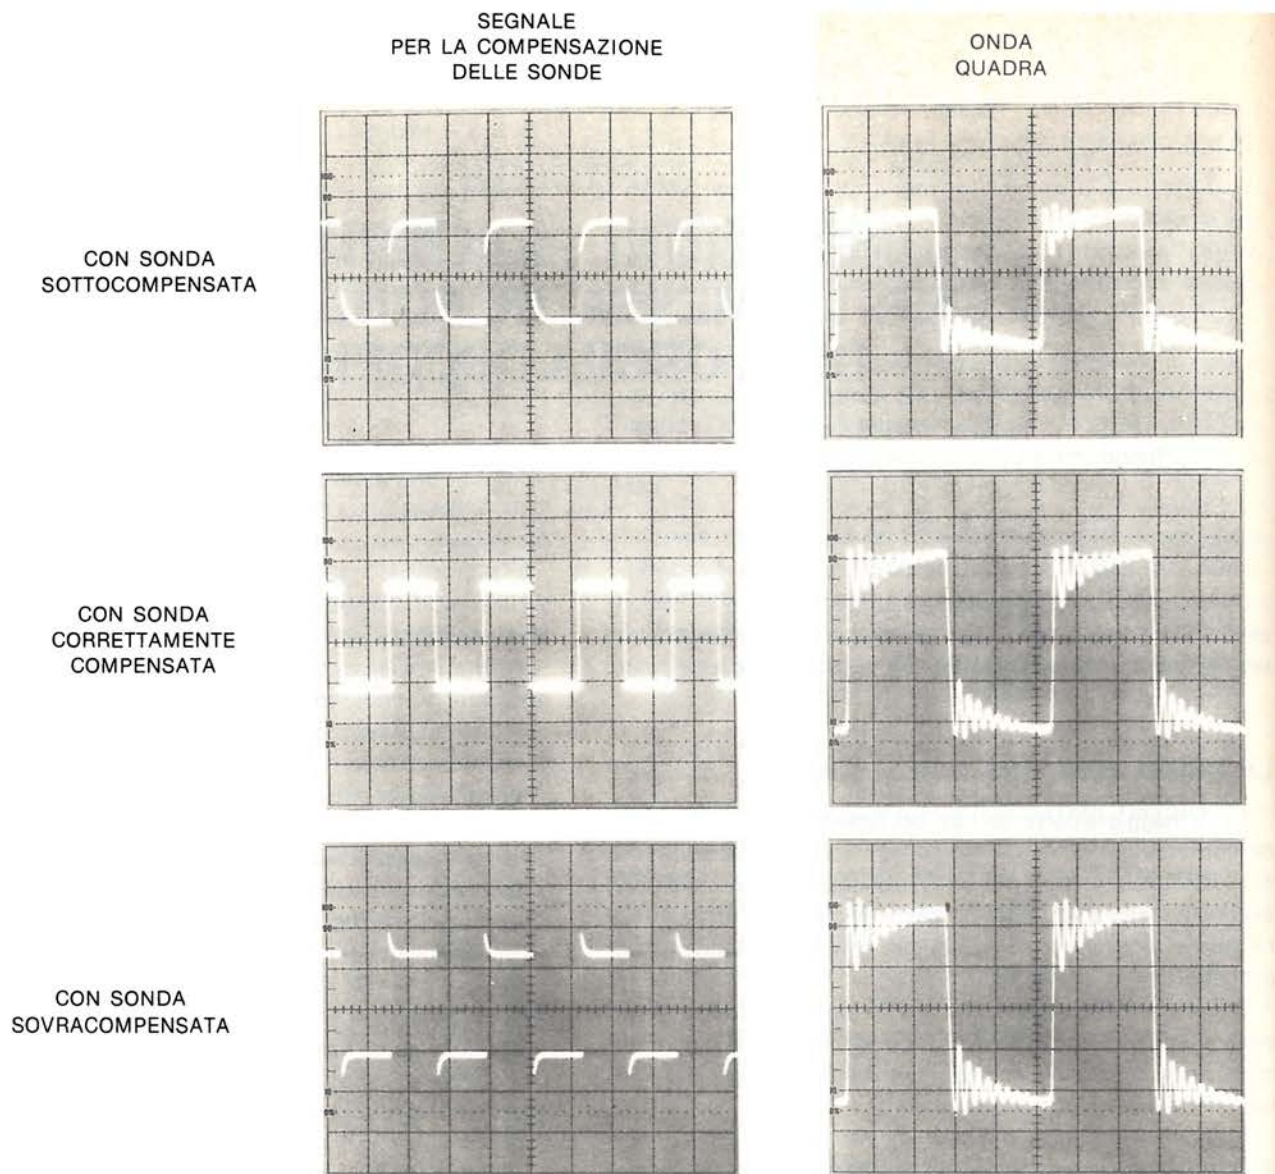 SEGNALE
PER LA COMPENSAZIONE
DELLE SONDE
ONDA
QUADRA
CON SONDA
SOTTOCOMPENSATA
CON SONDA
CORRETTAMENTE
COMPENSATA
CON SONDA
SOVRACOMPENSATA